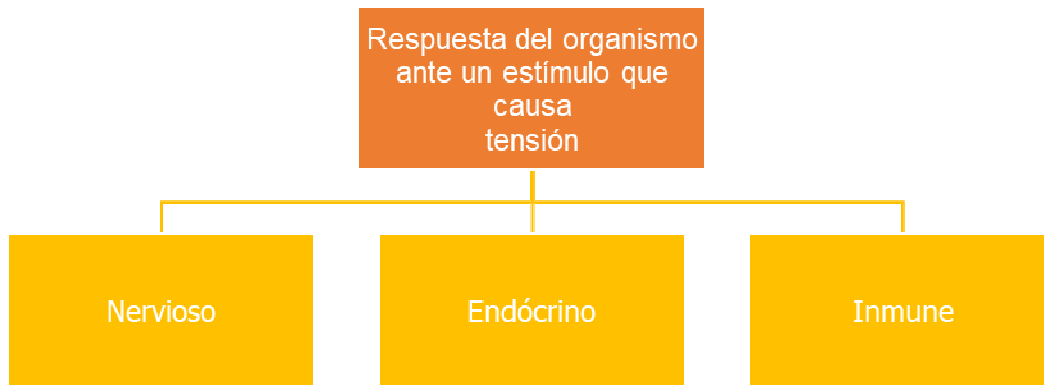 Respuesta del organismo
ante un estímulo que
causa
tensión
Nervioso
Endócrino
Inmune